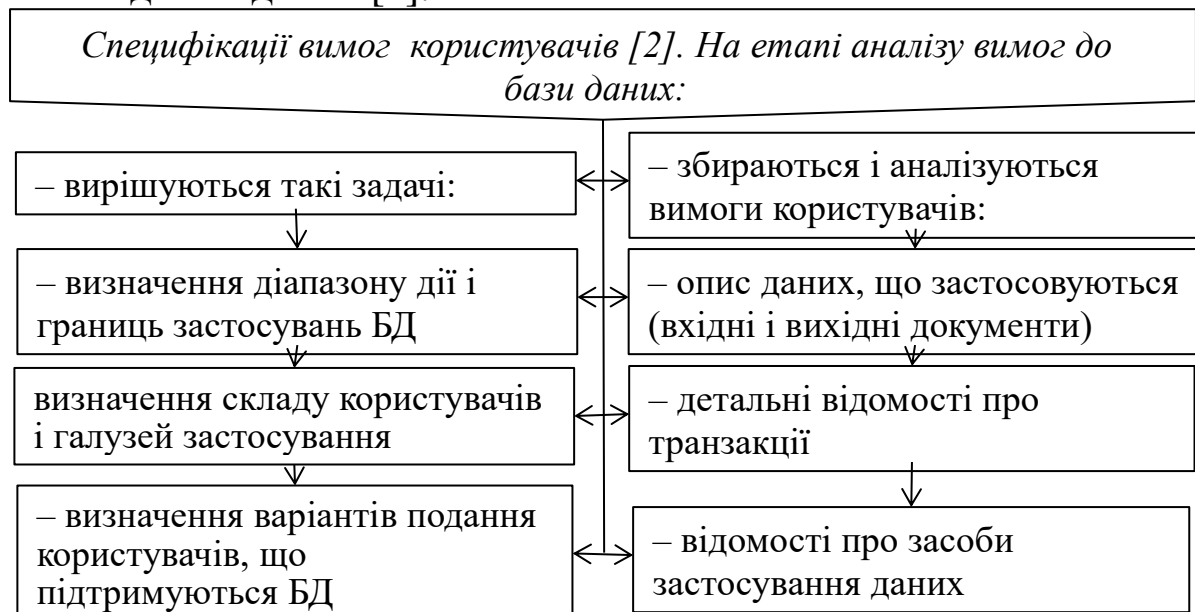 Специфікації вимог користувачів [2]. На етапі аналізу вимог до
бази даних:
– вирішуються такі задачі:
– збираються і аналізуються
вимоги користувачів:
– визначення діапазону дії і
границь застосувань БД
– опис даних, що застосовуються
(вхідні і вихідні документи)
визначення складу користувачів
і галузей застосування
– детальні відомості про
транзакції
– визначення варіантів подання
користувачів, що
підтримуються БД
– відомості про засоби
застосування даних